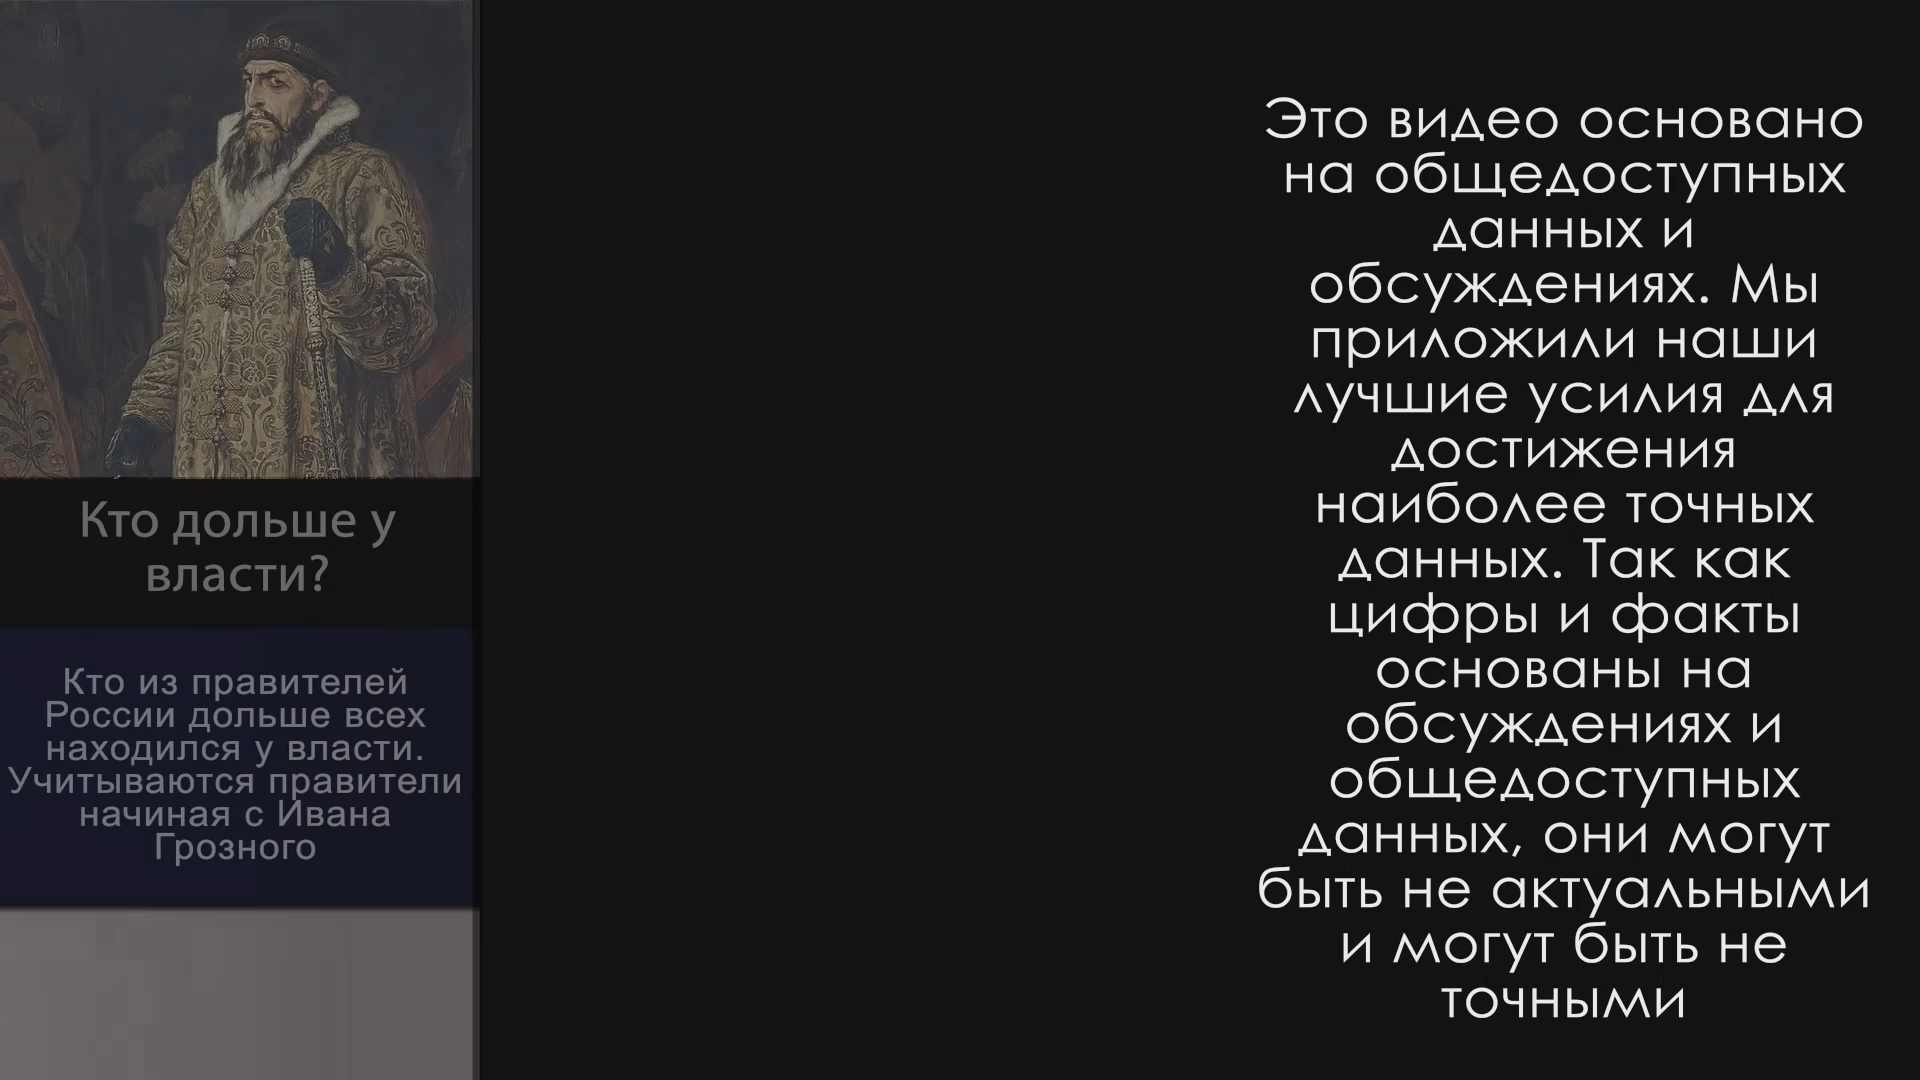 Кто дольше у
власти?
Кто из правителей
России дольше всех
находился у власти.
Учитываются правители
начиная с Ивана
Грозного
Это видео основано
на общедоступных
данных и
обсуждениях. Мы
приложили наши
лучшие усилия для
достижения
наиболее точных
данных. Так как
цифры и факты
основаны на
обсуждениях и
общедоступных
данных, они могут
быть не актуальными
и могут быть не
точными